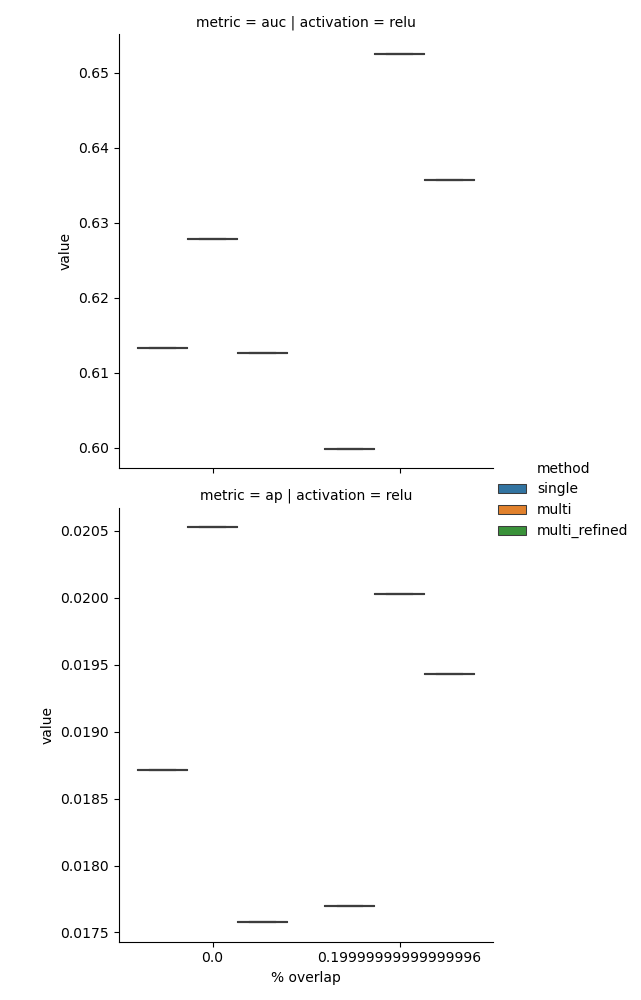 metric = auc | activation = relu
0.65
0.64
0.63
0.62
0.61
0.60
value
method
single
multi
multi_refined
metric = ap | activation = relu
0.0205
0.0200
0.0195
0.0190
0.0185
0.0180
0.0175
value
0.0
0.19999999999999996
% overlap